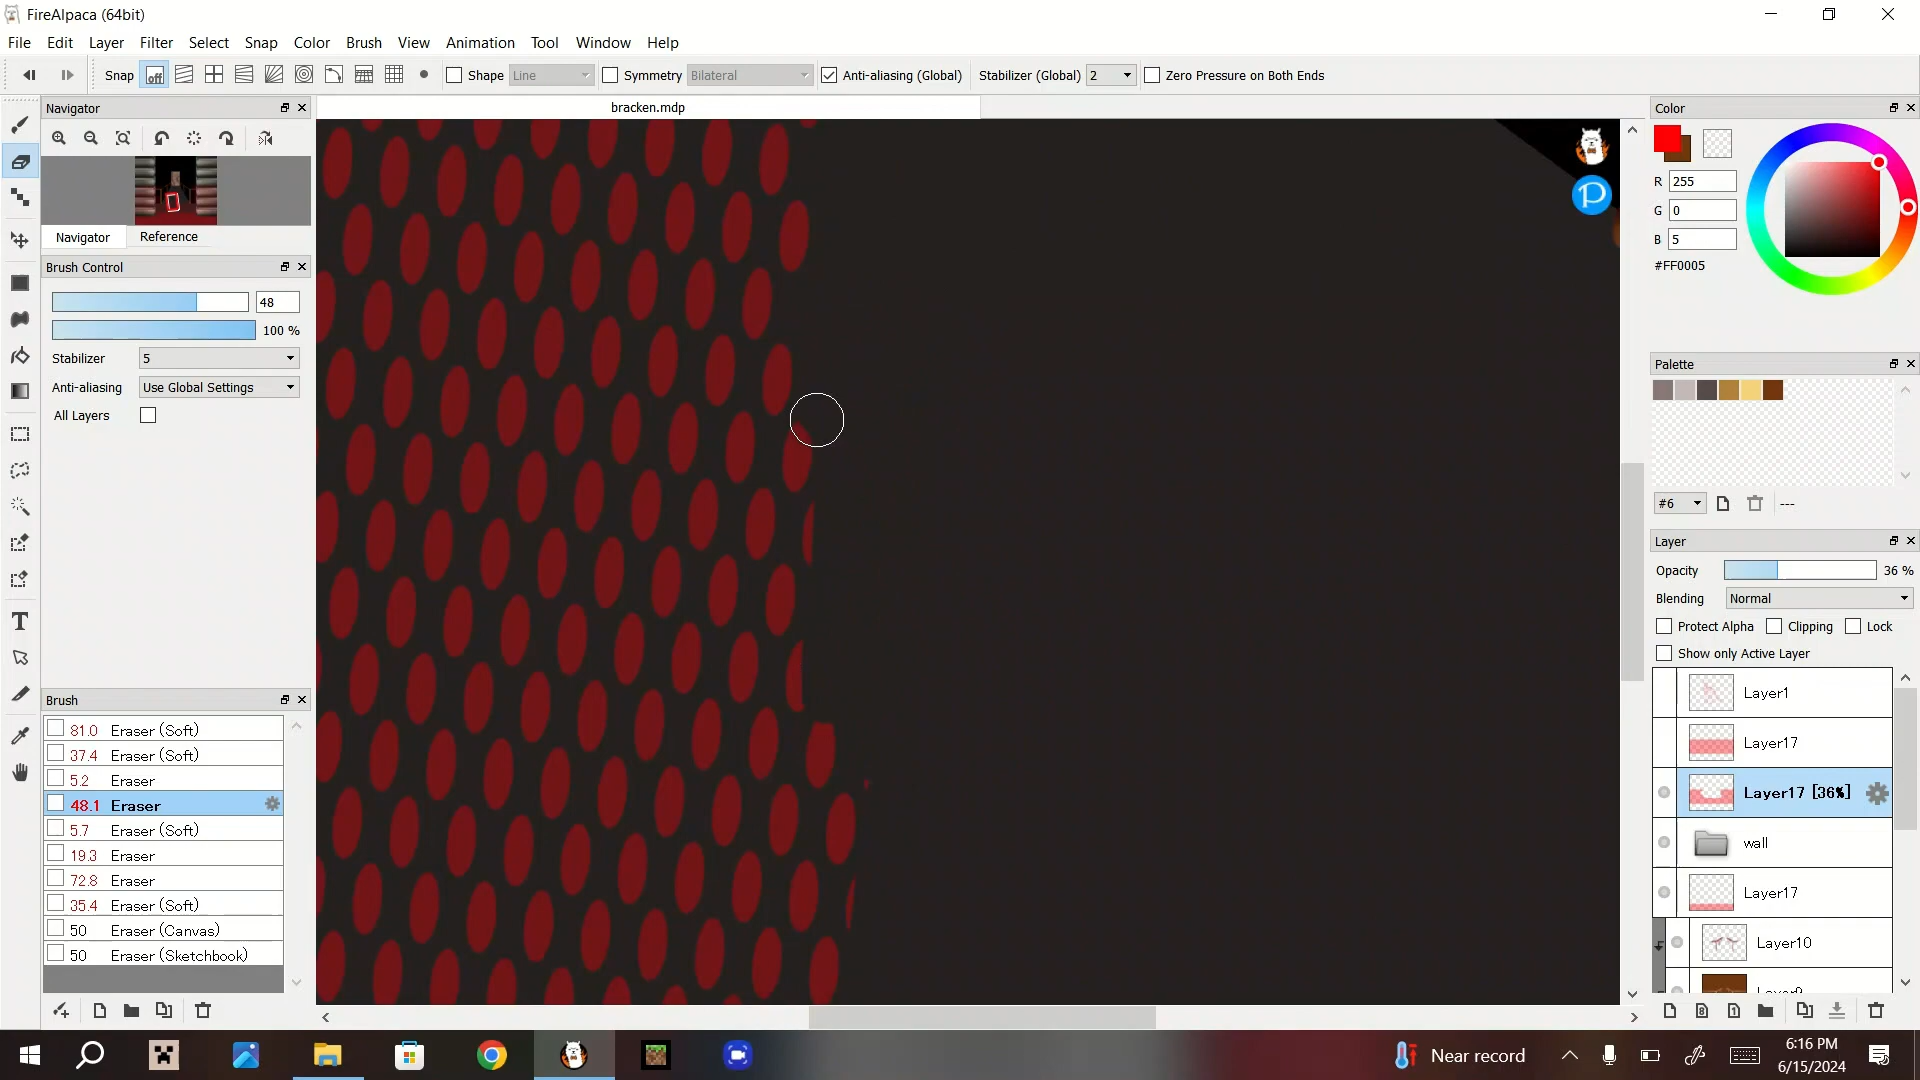 FireAlpaca (64bit)
File Edit Layer Filter Select Snap Color Brush View Animation Tool Window Help
Snap off Shape Line Symmetry Bilateral Anti-aliasing (Global) Stabilizer (Global) 2 Zero Pressure on Both Ends
Navigator
bracken.mdp
Color
R 255
G 0
B 5
#FF0005
Navigator Reference
Brush Control
48
100 %
Stabilizer 5
Anti-aliasing Use Global Settings
All Layers
Palette
#6 ---
Layer
Opacity 36 %
Blending Normal
Protect Alpha Clipping Lock
Show only Active Layer
Layer1
Layer17
Layer17 [36%]
wall
Layer17
Layer10
Layer9
Brush
81.0 Eraser (Soft)
37.4 Eraser (Soft)
5.2 Eraser
48.1 Eraser
5.7 Eraser (Soft)
19.3 Eraser
72.8 Eraser
35.4 Eraser (Soft)
50 Eraser (Canvas)
50 Eraser (Sketchbook)
Near record
6:16 PM
6/15/2024